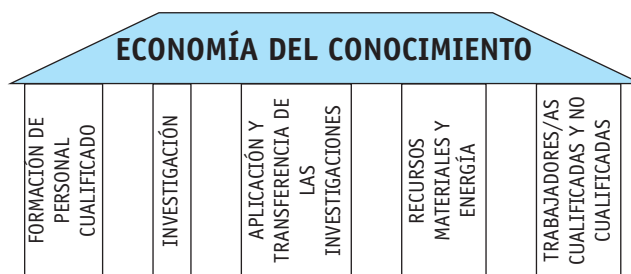 ECONOMÍA DEL CONOCIMIENTO
FORMACIÓN DE
PERSONAL
CUALIFICADO
INVESTIGACIÓN
APLICACIÓN Y
TRANSFERENCIA DE
LAS
INVESTIGACIONES
RECURSOS
MATERIALES Y
ENERGÍA
TRABAJADORES/AS
CUALIFICADAS Y NO
CUALIFICADAS